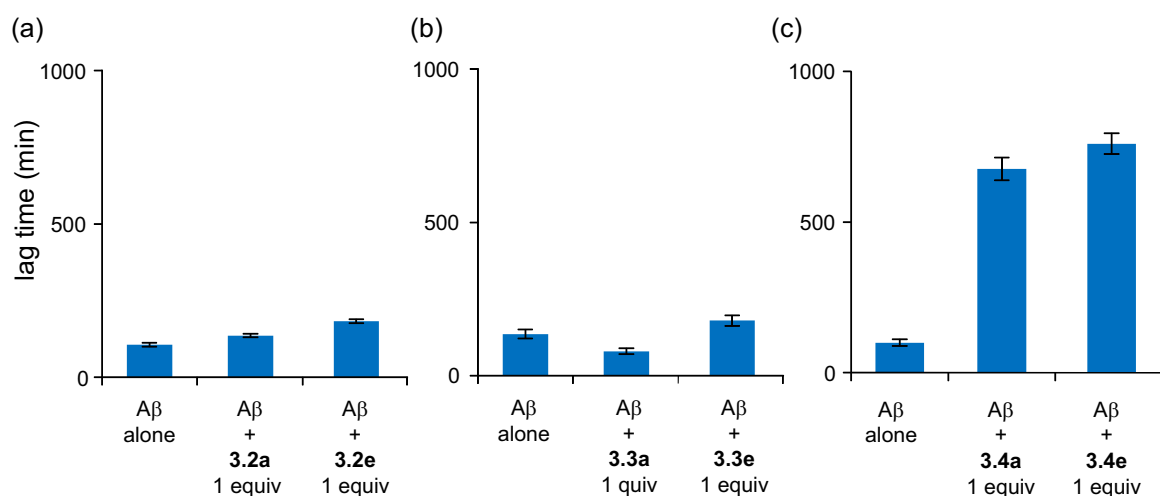 (a)
lag time (min)
1000
500
0
Aβ
alone
Aβ
+
3.2a
1 equiv
Aβ
+
3.2e
1 equiv
(b)
1000
500
0
Aβ
alone
Aβ
+
3.3a
1 quiv
Aβ
+
3.3e
1 equiv
(c)
1000
500
0
Aβ
alone
Aβ
+
3.4a
1 equiv
Aβ
+
3.4e
1 equiv